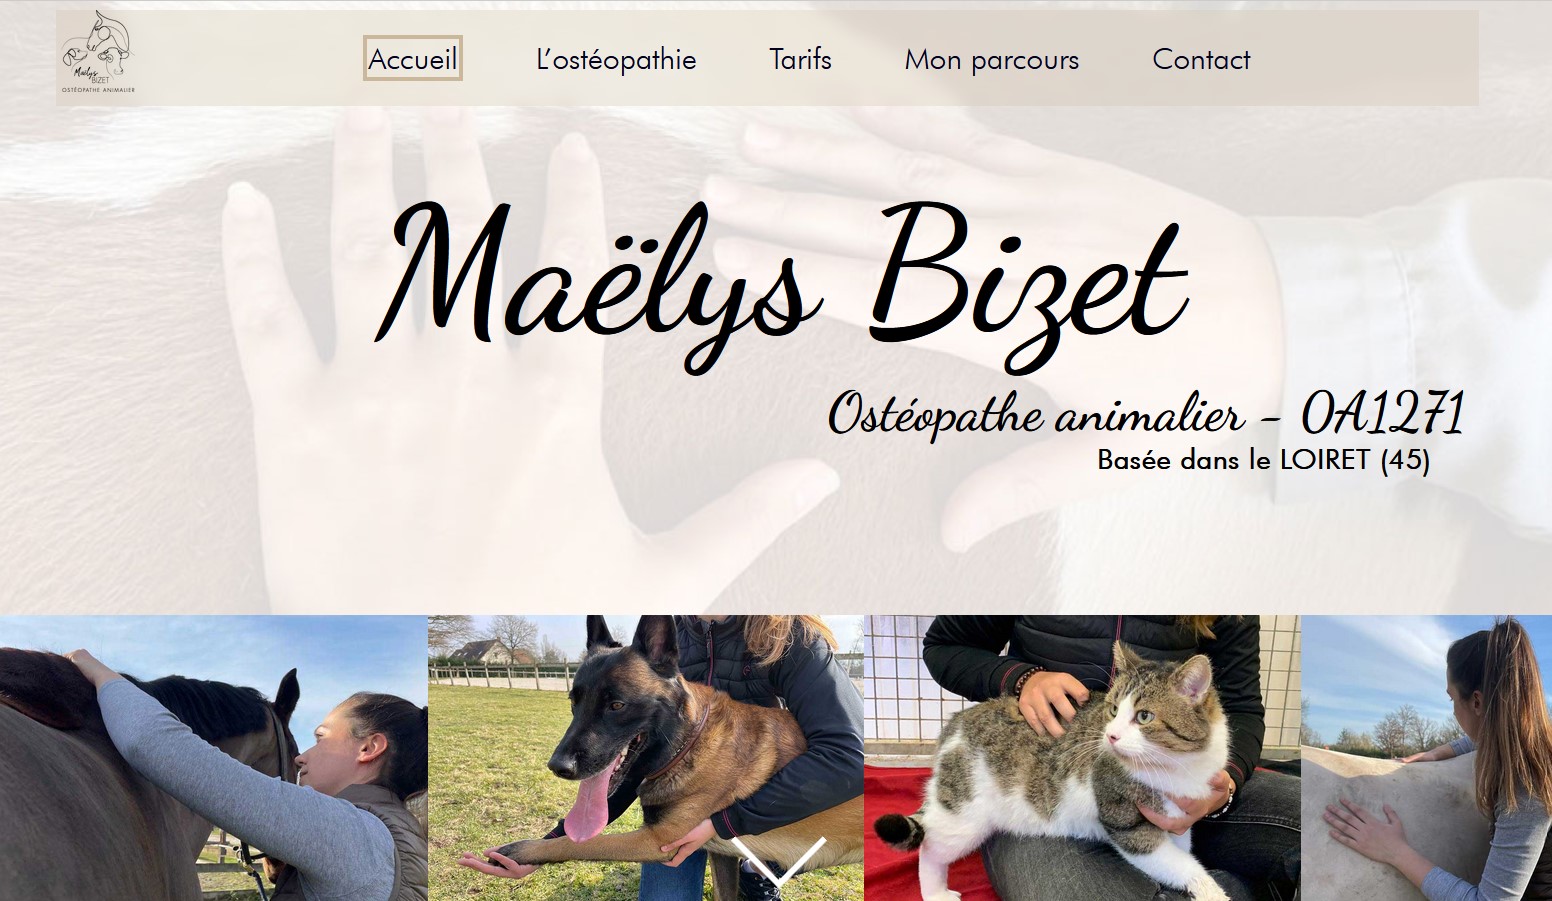 Maëlys
BIZET
OSTÉOPATHE ANIMALIER
Accueil
L’ostéopathie
Tarifs
Mon parcours
Contact
Maëlys Bizet
Ostéopathe animalier - OA1271
Basée dans le LOIRET (45)